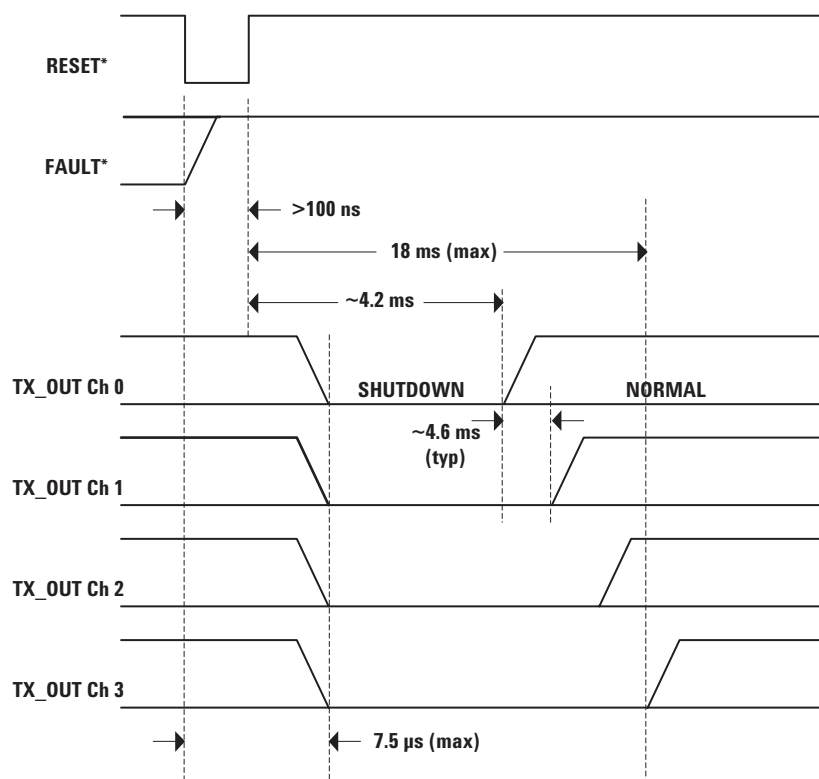 RESET*
FAULT*
>100 ns
18 ms (max)
~4.2 ms
TX_OUT Ch 0
SHUTDOWN
NORMAL
~4.6 ms
(typ)
TX_OUT Ch 1
TX_OUT Ch 2
TX_OUT Ch 3
7.5 µs (max)